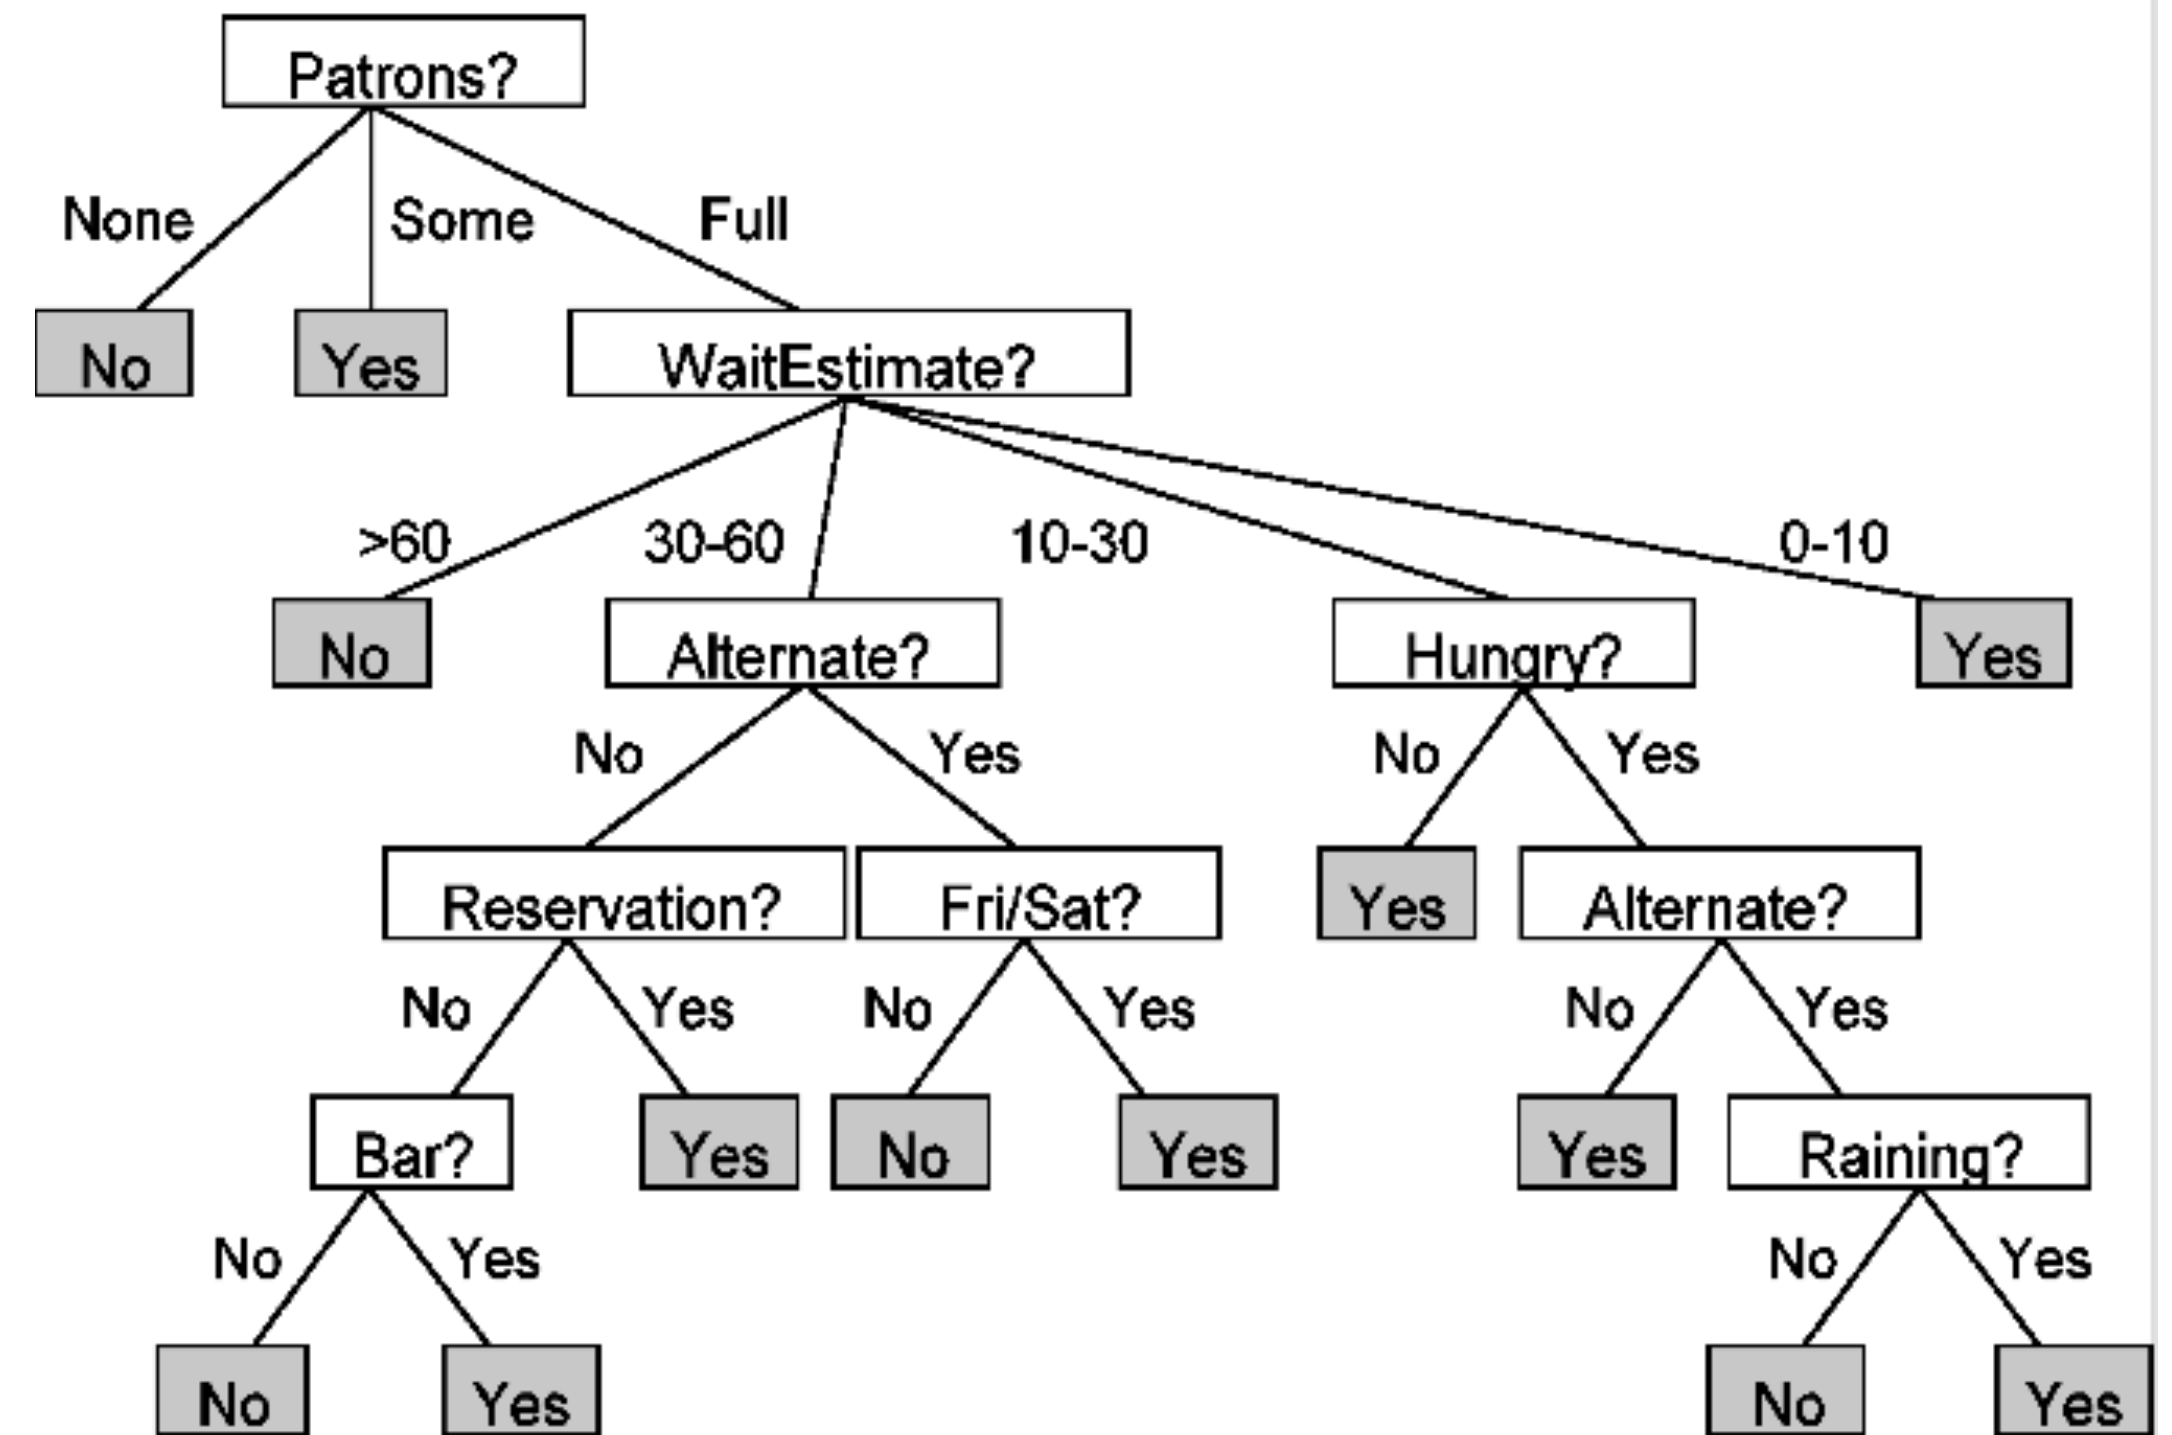 Patrons?
None Some Full
No Yes WaitEstimate?
>60 30-60 10-30 0-10
No Alternate? Hungry? Yes
No Yes No Yes
Reservation? Fri/Sat? Yes Alternate?
No Yes No Yes No Yes
Bar? Yes No Yes Yes Raining?
No Yes No Yes
No Yes No Yes